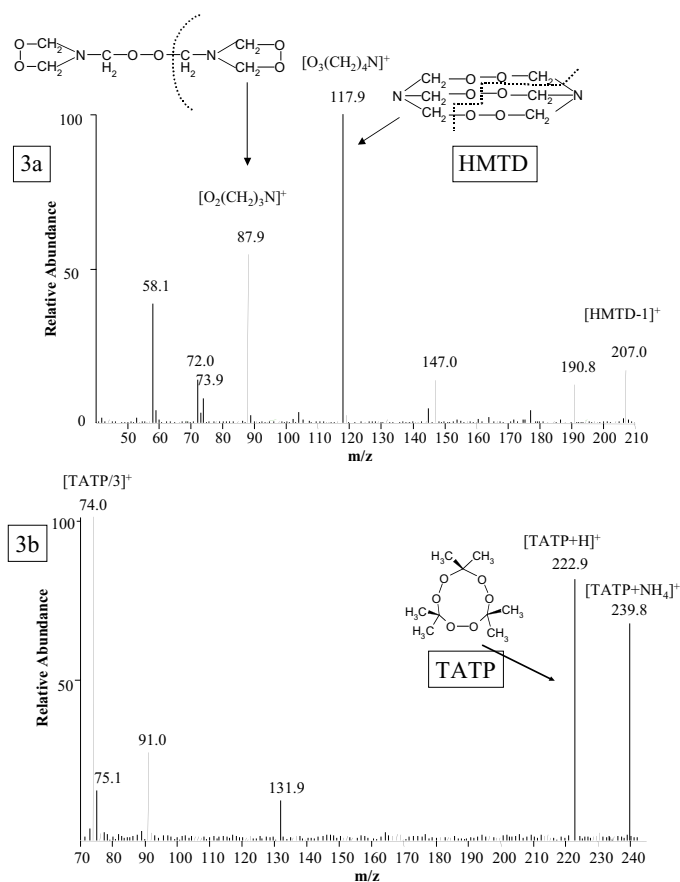 O–CH₂ CH₂–O
O N–C–O–O–C–N
CH₂ H₂ H₂ CH₂–O
[O₃(CH₂)₄N]⁺
CH₂–O–O–CH₂
N–CH₂–O–O–CH₂–N
CH₂–O–O–CH₂
117.9
100
3a
HMTD
[O₂(CH₂)₃N]⁺
87.9
50
58.1
[HMTD-1]⁺
207.0
72.0
147.0
190.8
73.9
0
Relative Abundance
50 60 70 80 90 100 110 120 130 140 150 160 170 180 190 200 210
m/z
[TATP/3]⁺
74.0
100
3b
[TATP+H]⁺
222.9
[TATP+NH₄]⁺
239.8
H₃C CH₃
O O
O O
H₃C CH₃
H₃C O–O CH₃
TATP
50
91.0
75.1
131.9
0
Relative Abundance
70 80 90 100 110 120 130 140 150 160 170 180 190 200 210 220 230 240
m/z